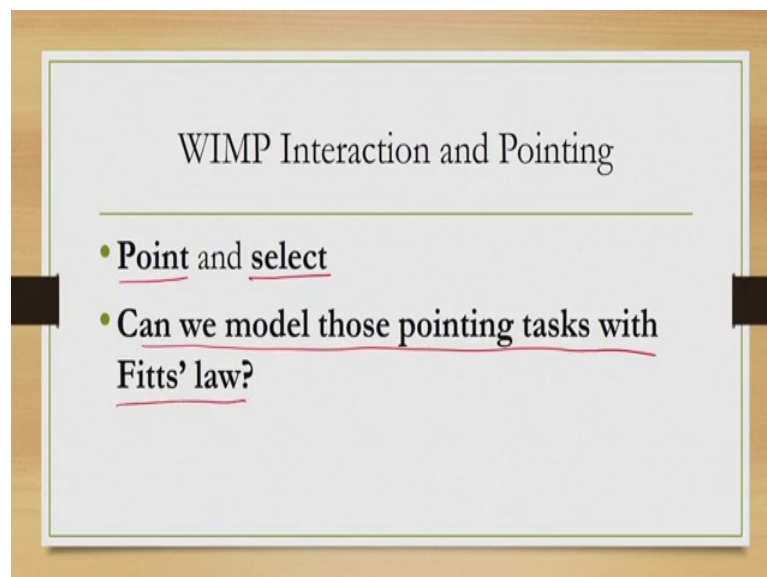 WIMP Interaction and Pointing
• Point and select
• Can we model those pointing tasks with
Fitts’ law?